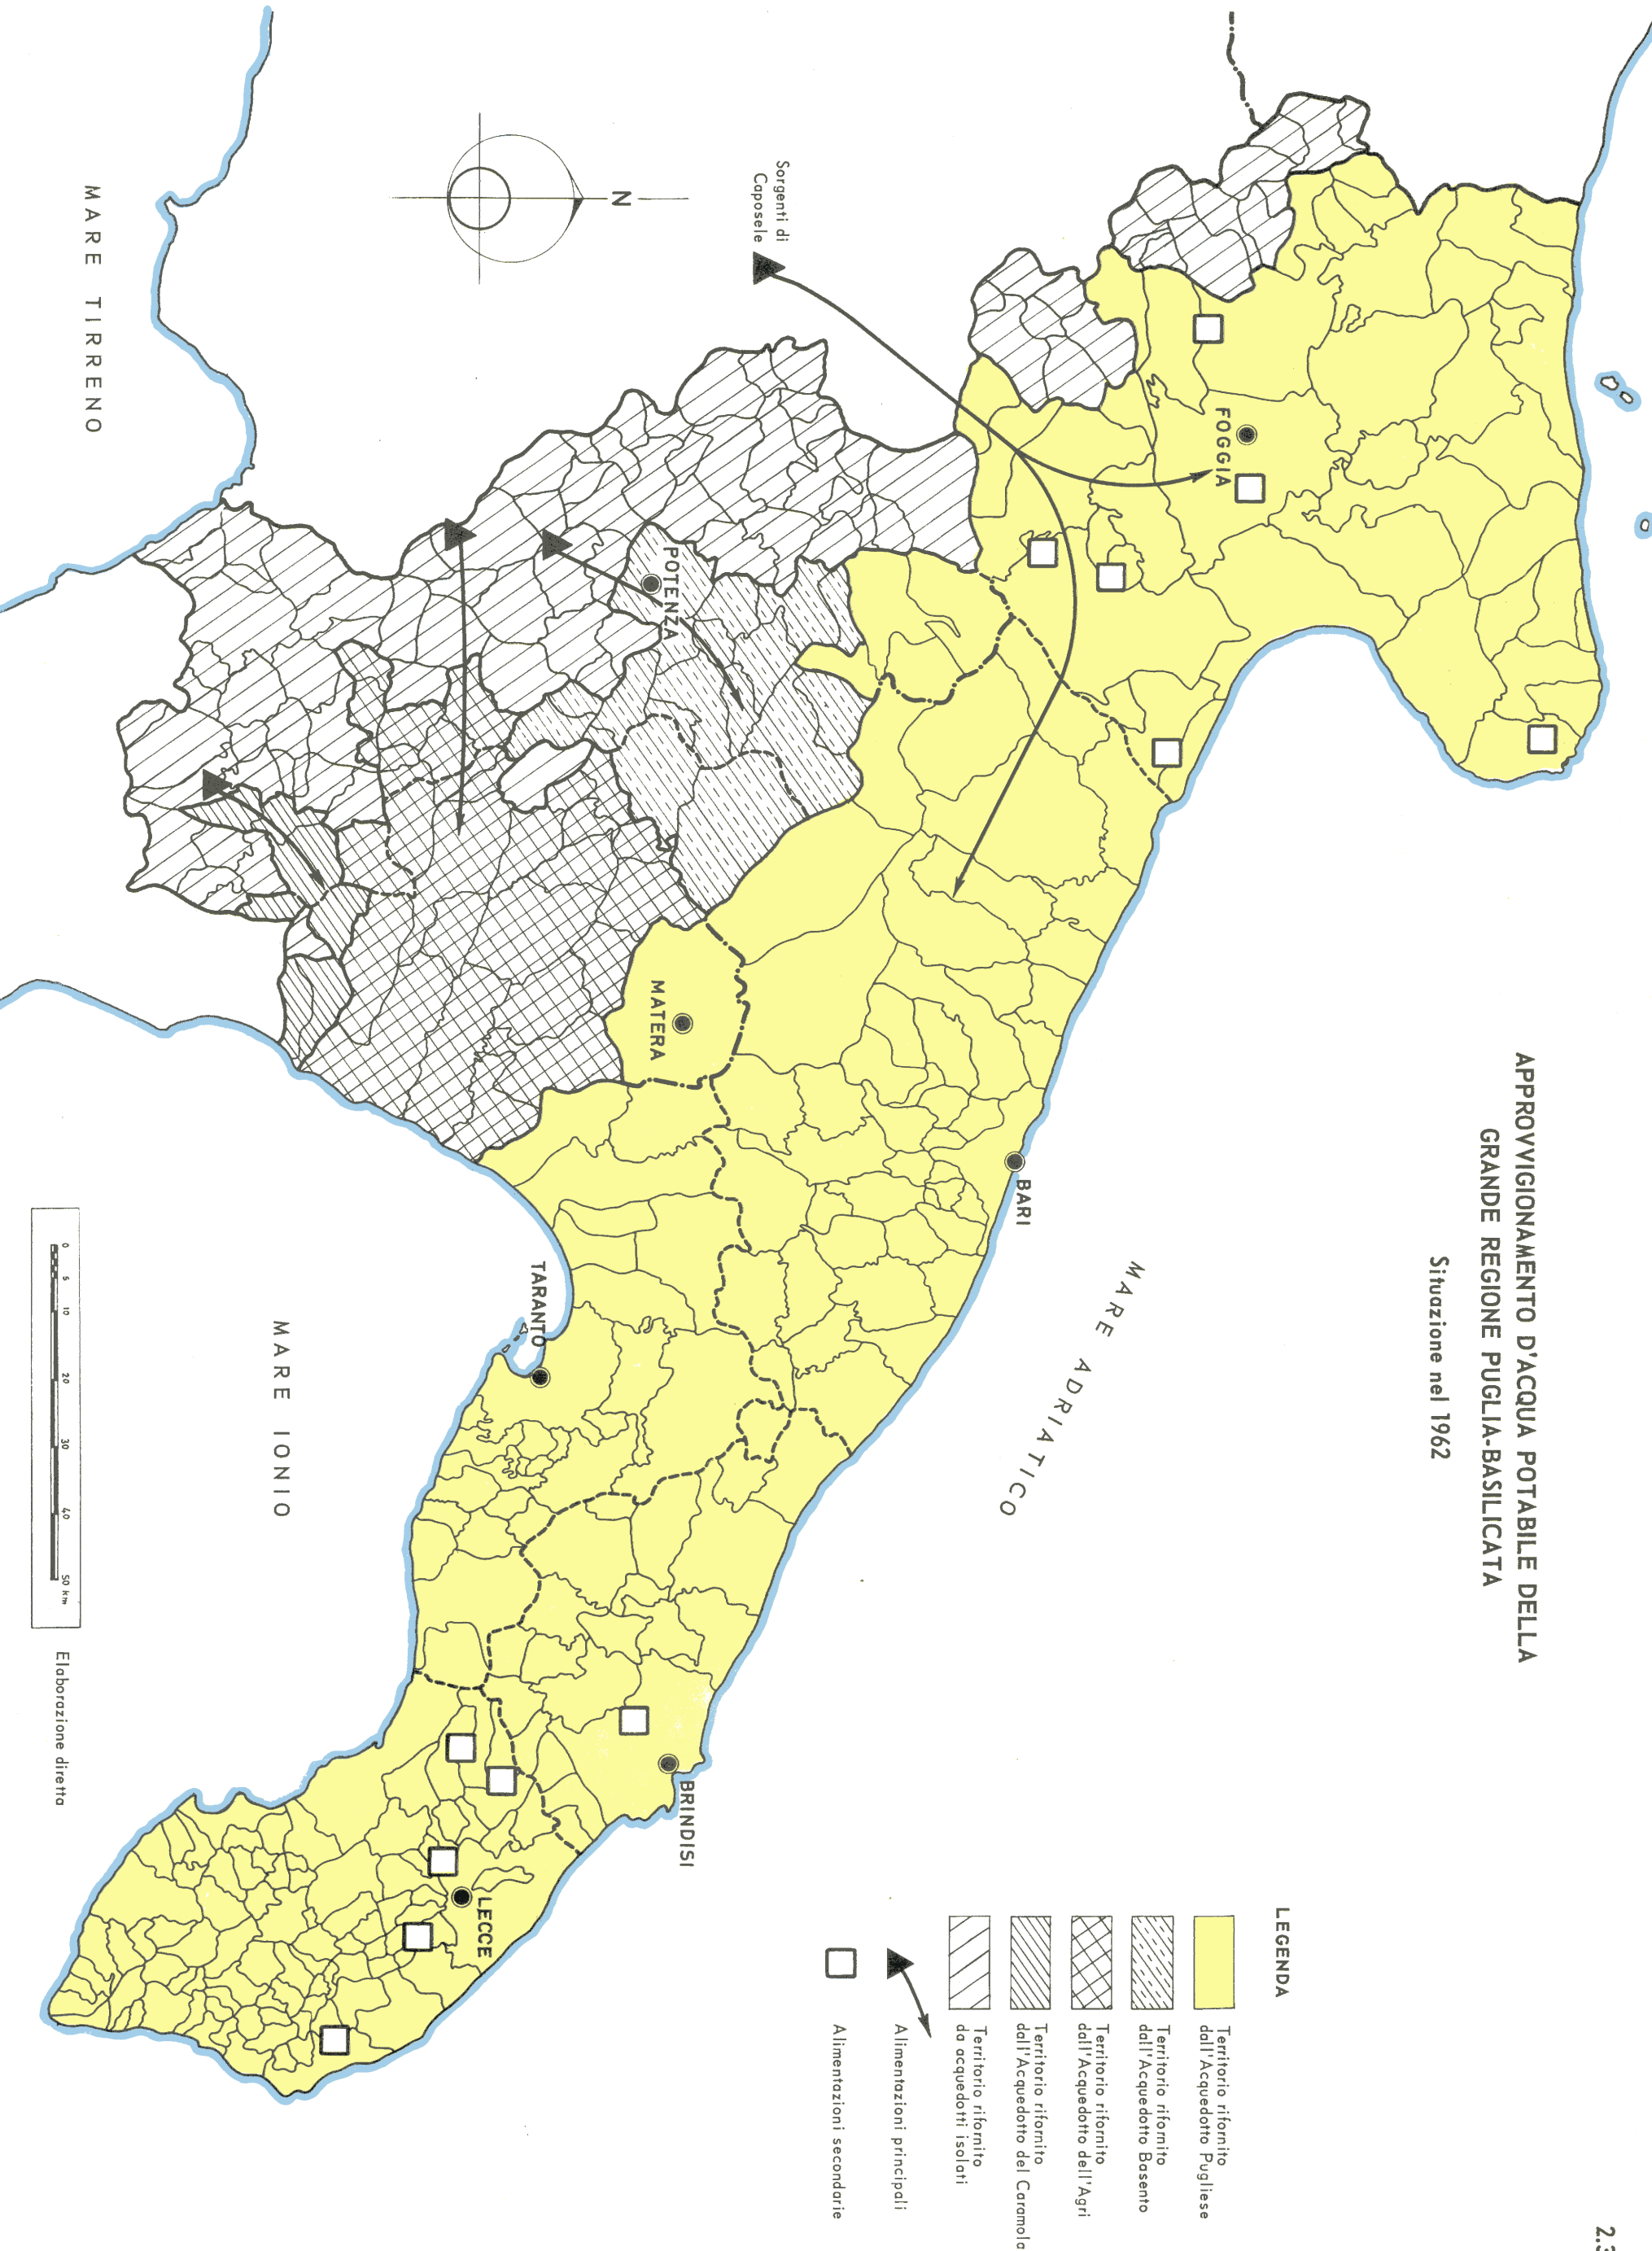 2.3
APPROVVIGIONAMENTO D'ACQUA POTABILE DELLA
GRANDE REGIONE PUGLIA-BASILICATA
Situazione nel 1962
FOGGIA
Sorgenti di
Caposele
N
POTENZA
MATERA
BARI
TARANTO
BRINDISI
LECCE
MARE ADRIATICO
MARE TIRRENO
MARE IONIO
LEGENDA
Territorio rifornito
dall'Acquedotto Pugliese
Territorio rifornito
dall'Acquedotto Basento
Territorio rifornito
dall'Acquedotto dell'Agri
Territorio rifornito
dall'Acquedotto del Caramola
Territorio rifornito
da acquedotti isolati
Alimentazioni principali
Alimentazioni secondarie
0 5 10 20 30 40 50 km
Elaborazione diretta